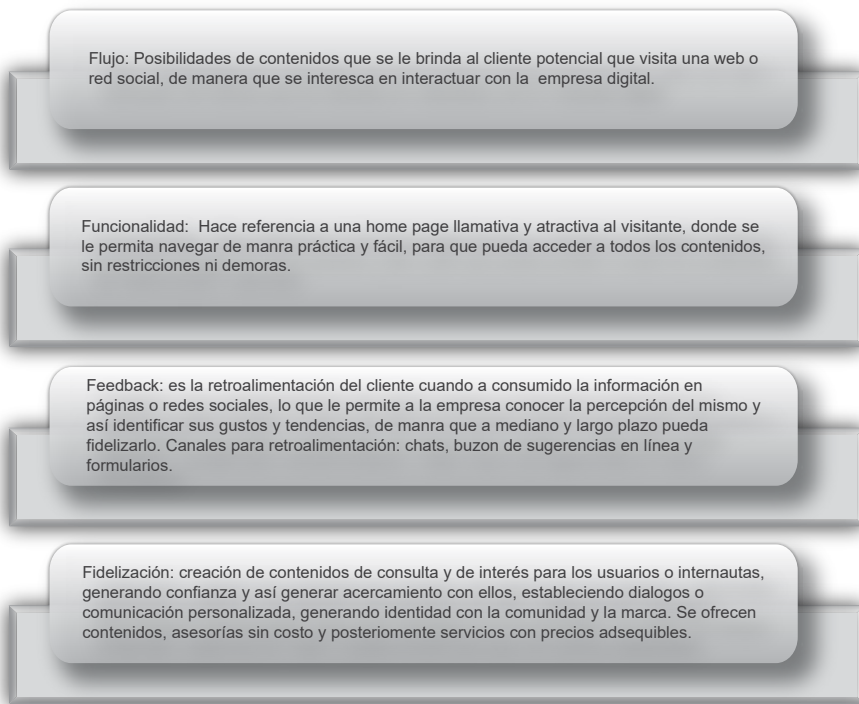 Flujo: Posibilidades de contenidos que se le brinda al cliente potencial que visita una web o
red social, de manera que se interesca en interactuar con la  empresa digital.
Funcionalidad:  Hace referencia a una home page llamativa y atractiva al visitante, donde se
le permita navegar de manra práctica y fácil, para que pueda acceder a todos los contenidos,
sin restricciones ni demoras.
Feedback: es la retroalimentación del cliente cuando a consumido la información en
páginas o redes sociales, lo que le permite a la empresa conocer la percepción del mismo y
así identificar sus gustos y tendencias, de manra que a mediano y largo plazo pueda
fidelizarlo. Canales para retroalimentación: chats, buzon de sugerencias en línea y
formularios.
Fidelización: creación de contenidos de consulta y de interés para los usuarios o internautas,
generando confianza y así generar acercamiento con ellos, estableciendo dialogos o
comunicación personalizada, generando identidad con la comunidad y la marca. Se ofrecen
contenidos, asesorías sin costo y posteriomente servicios con precios adsequibles.